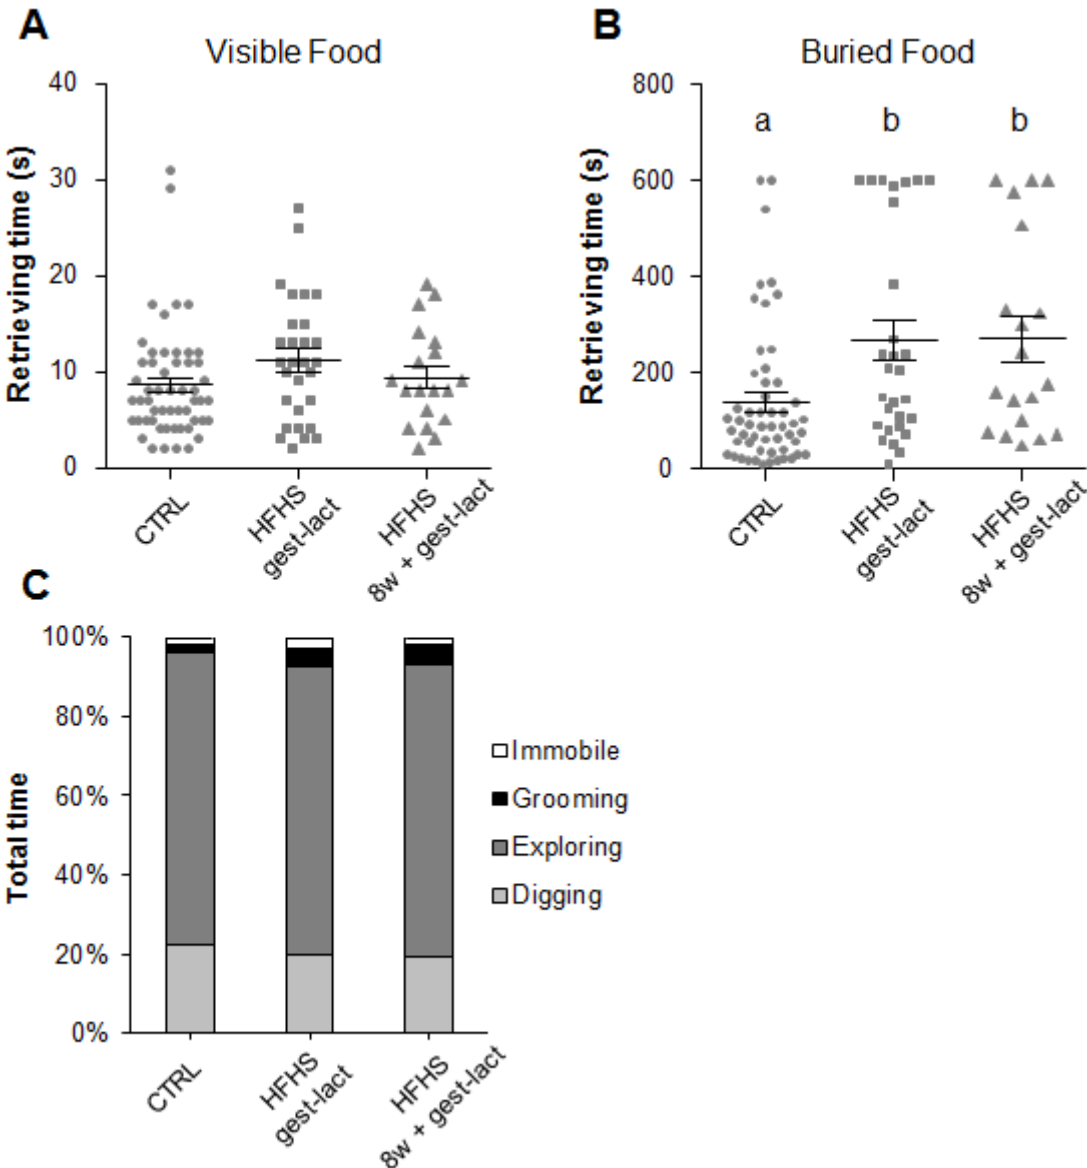 A
Visible Food
Retrieving time (s)
40
30
20
10
0
CTRL
HFHS
gest-lact
HFHS
8w + gest-lact
B
Buried Food
Retrieving time (s)
800
600
400
200
0
a
b
b
CTRL
HFHS
gest-lact
HFHS
8w + gest-lact
C
Total time
100%
80%
60%
40%
20%
0%
CTRL
HFHS
gest-lact
HFHS
8w + gest-lact
Immobile
Grooming
Exploring
Digging